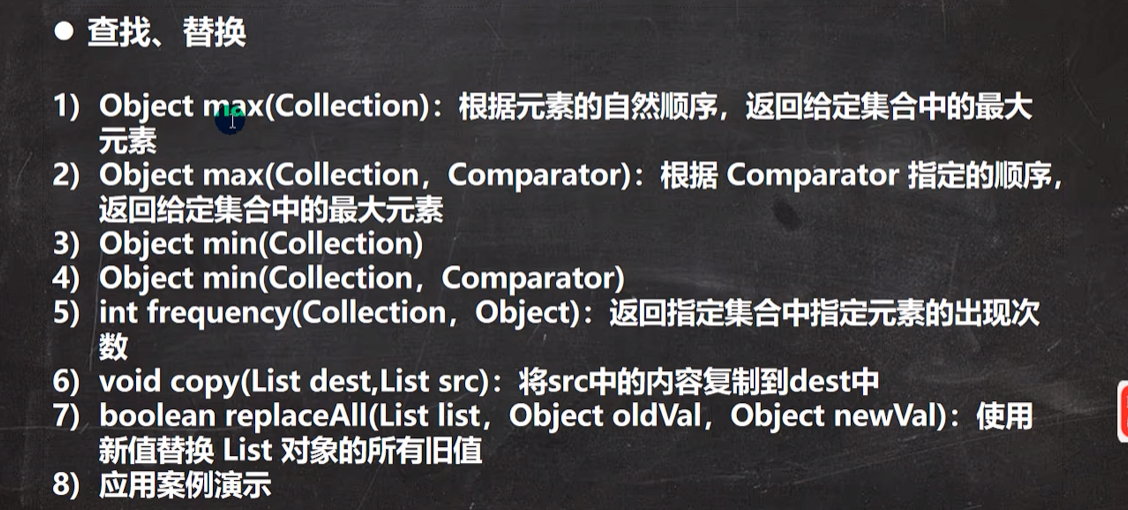 ● 查找、替换
1) Object max(Collection)：根据元素的自然顺序，返回给定集合中的最大
元素
2) Object max(Collection，Comparator)：根据 Comparator 指定的顺序，
返回给定集合中的最大元素
3) Object min(Collection)
4) Object min(Collection，Comparator)
5) int frequency(Collection，Object)：返回指定集合中指定元素的出现次
数
6) void copy(List dest,List src)：将src中的内容复制到dest中
7) boolean replaceAll(List list，Object oldVal，Object newVal)：使用
新值替换 List 对象的所有旧值
8) 应用案例演示